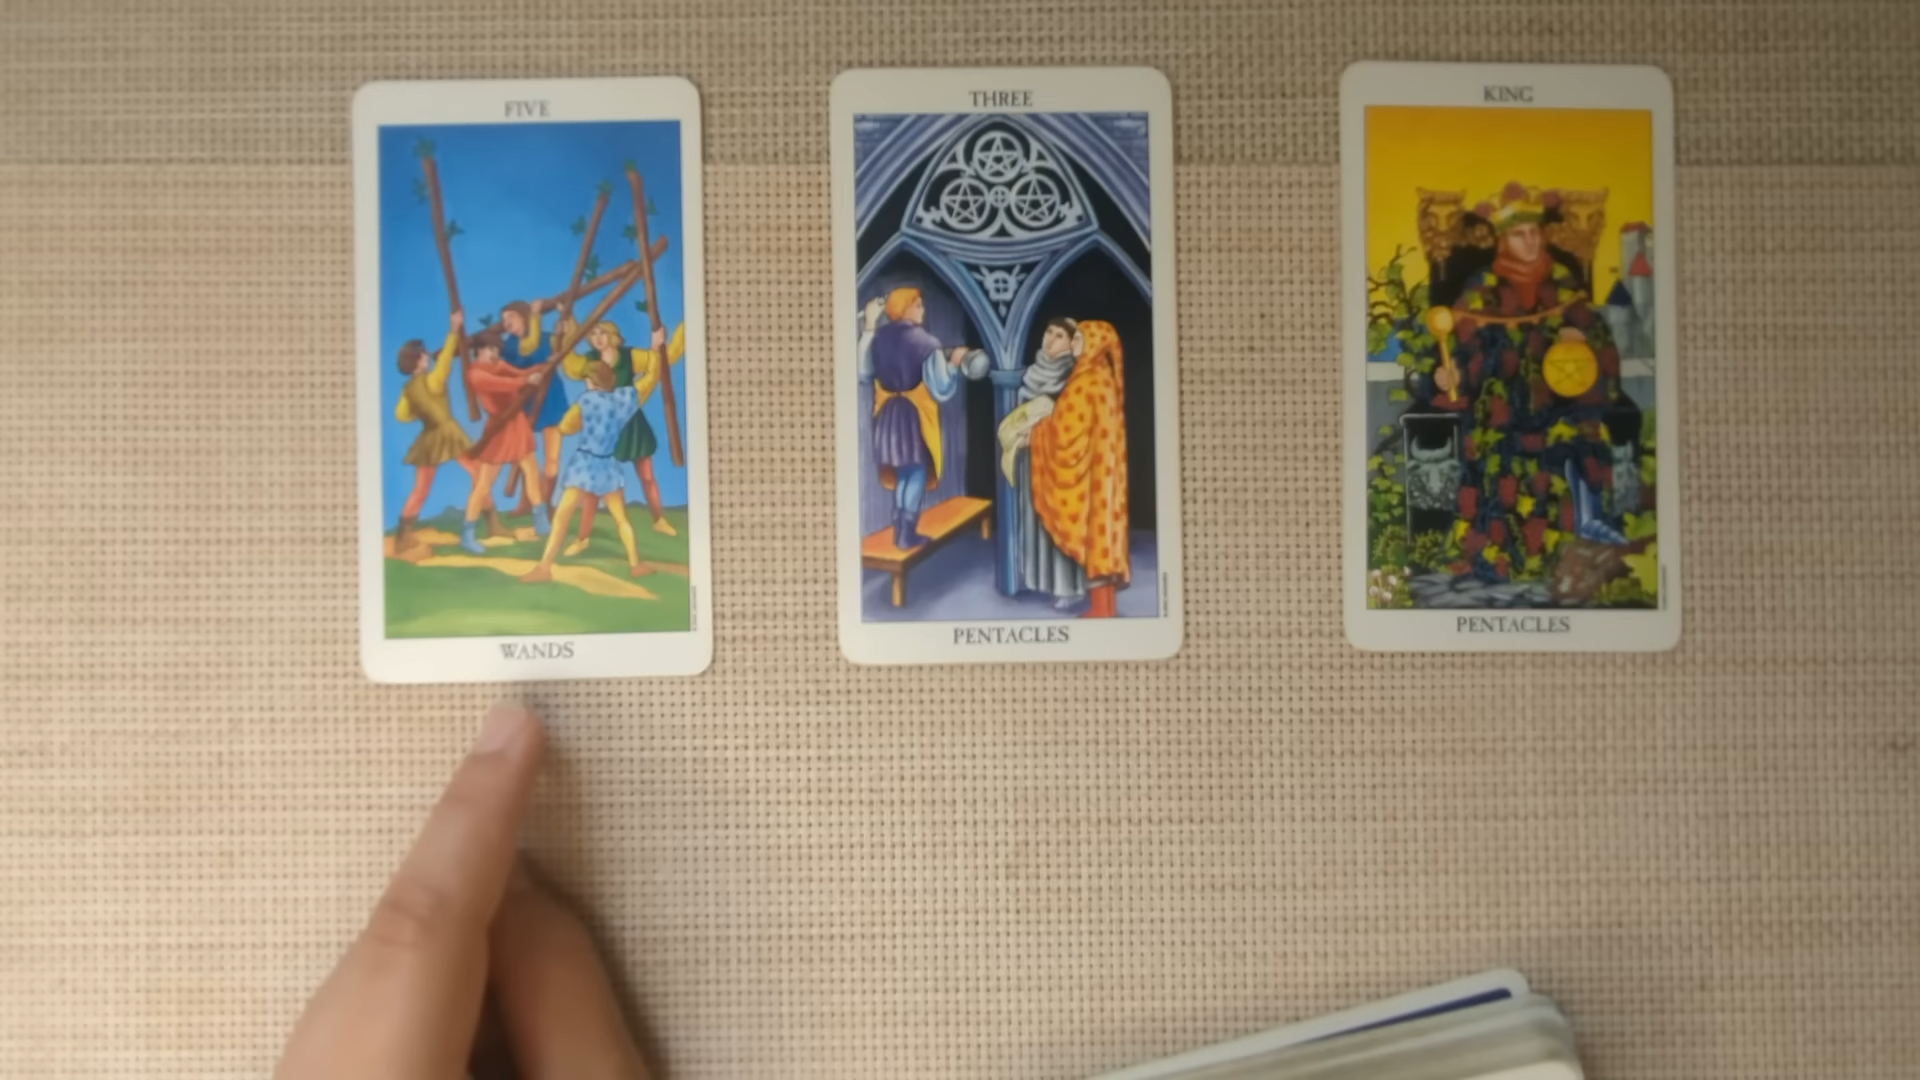 FIVE
WANDS
THREE
PENTACLES
KING
PENTACLES